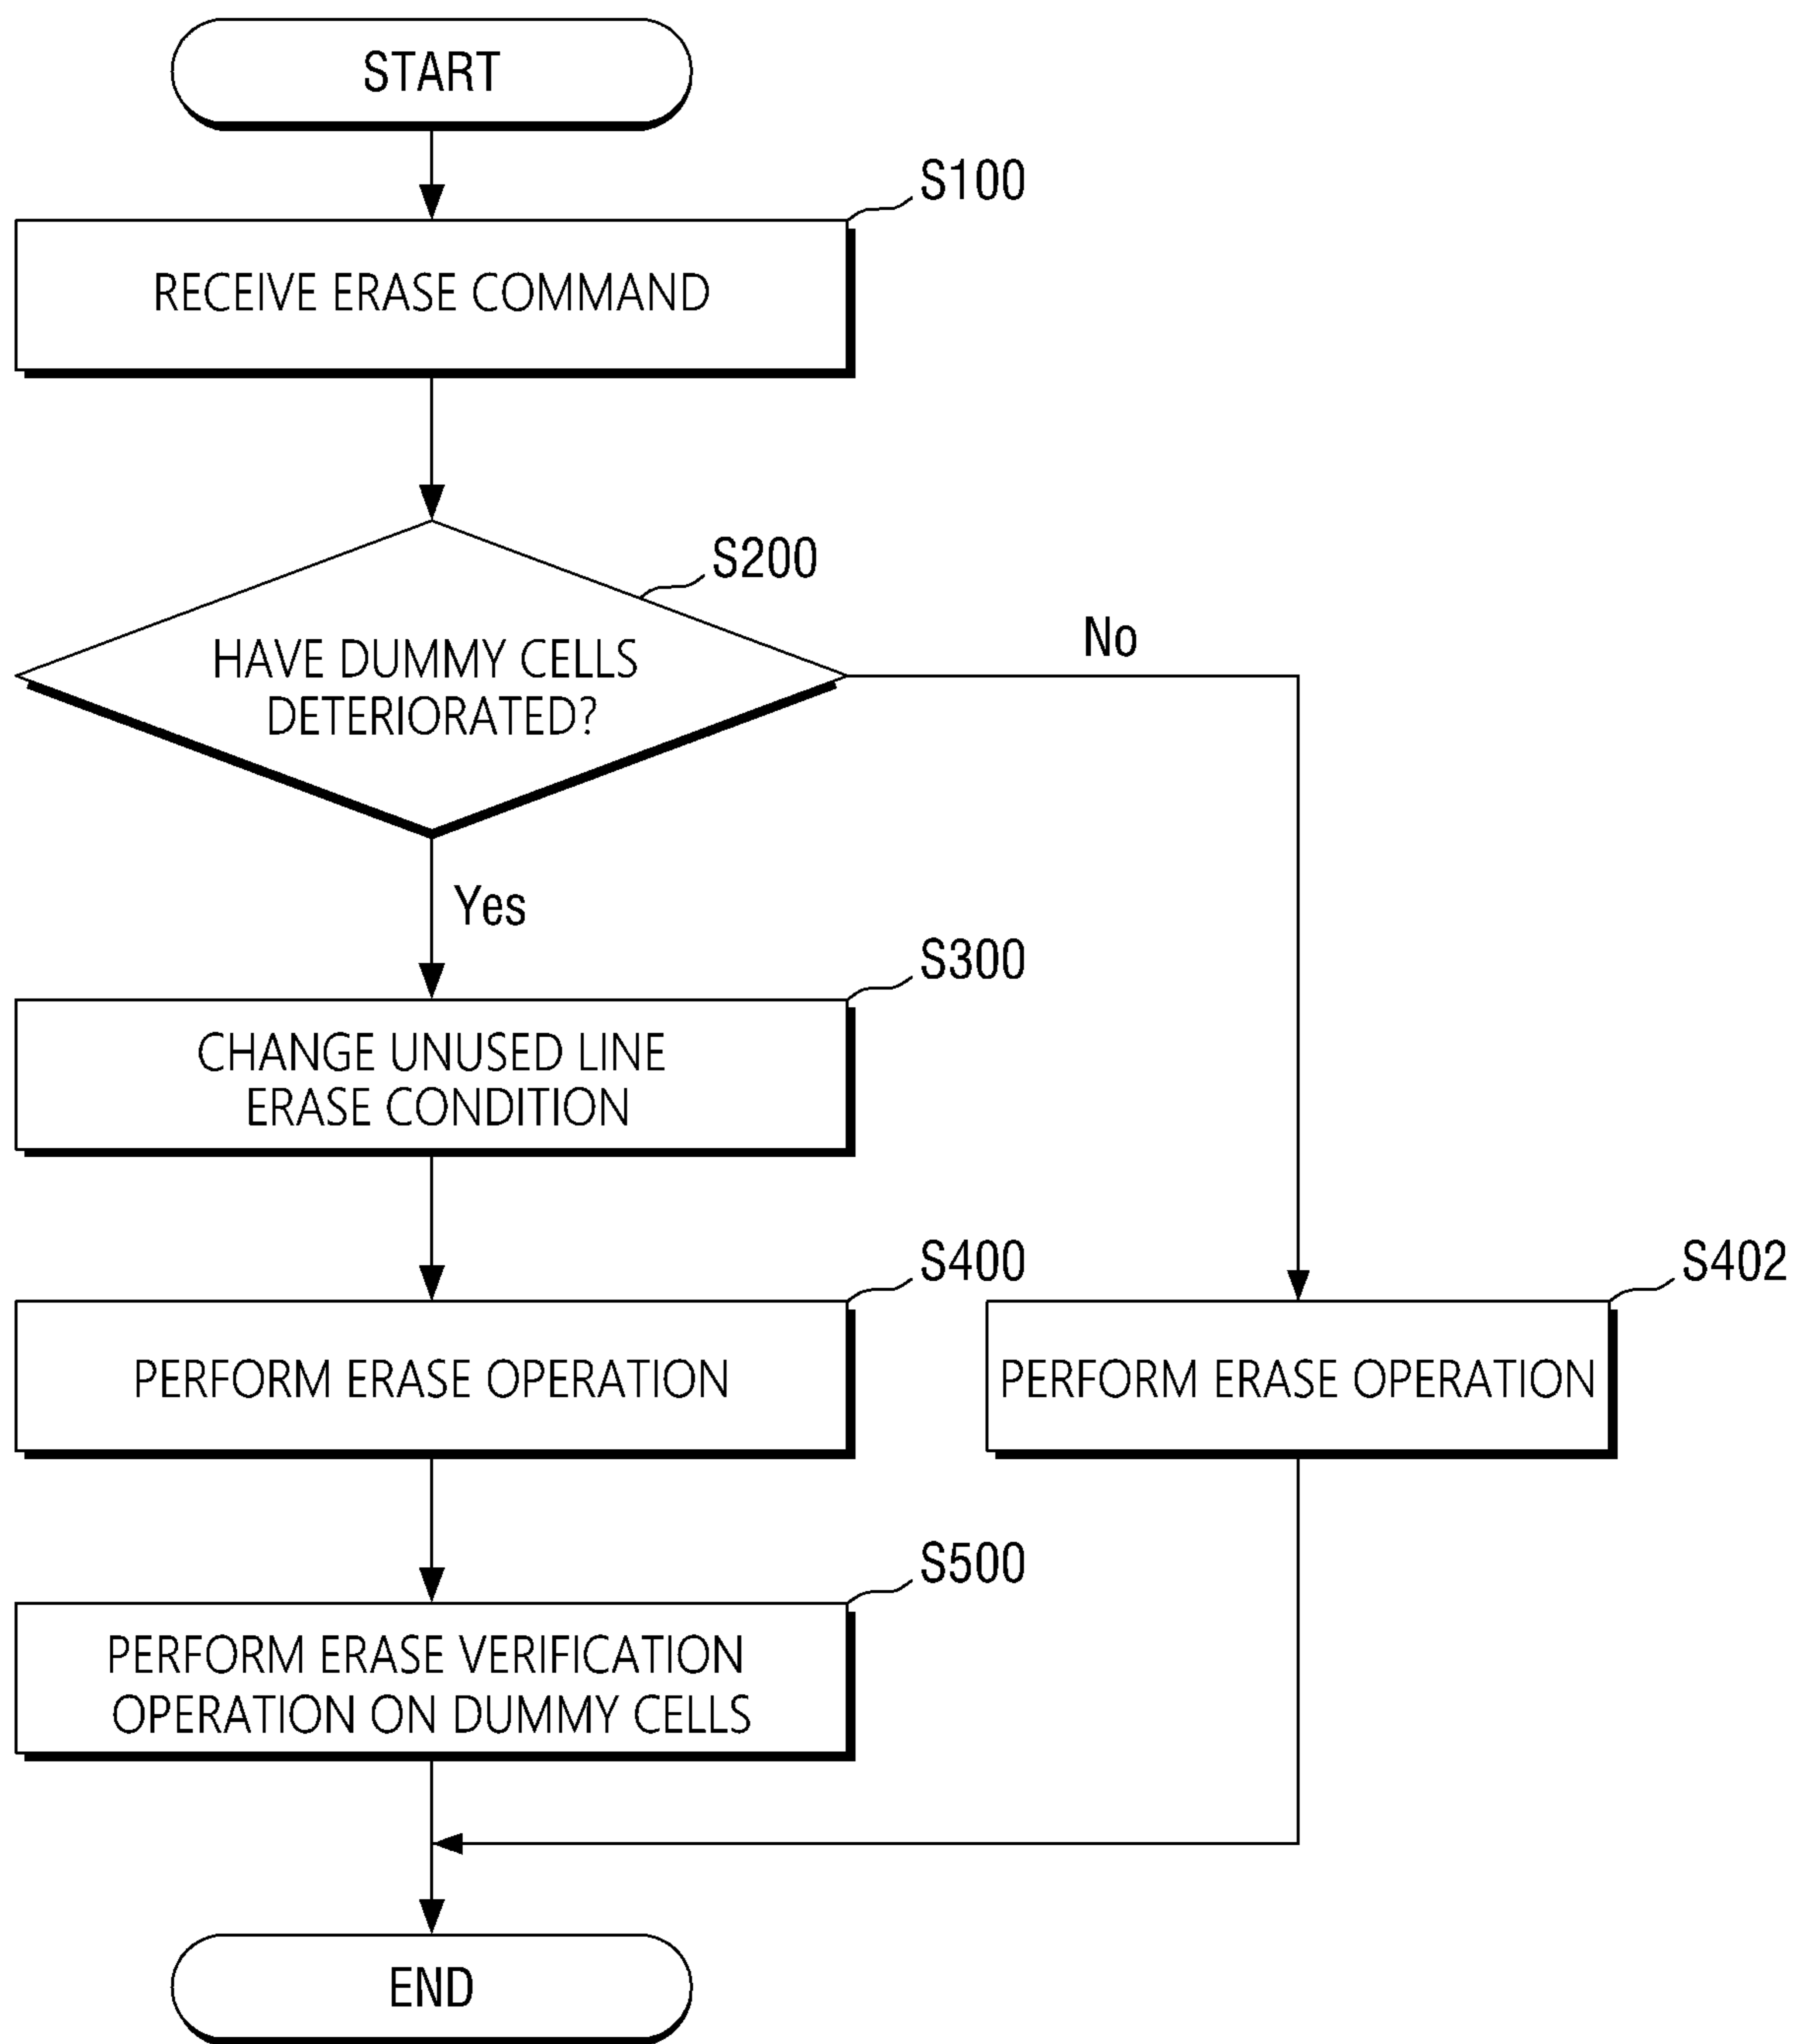 START
S100
RECEIVE ERASE COMMAND
S200
HAVE DUMMY CELLS
DETERIORATED?
No
Yes
S300
CHANGE UNUSED LINE
ERASE CONDITION
S400
PERFORM ERASE OPERATION
S402
PERFORM ERASE OPERATION
S500
PERFORM ERASE VERIFICATION
OPERATION ON DUMMY CELLS
END